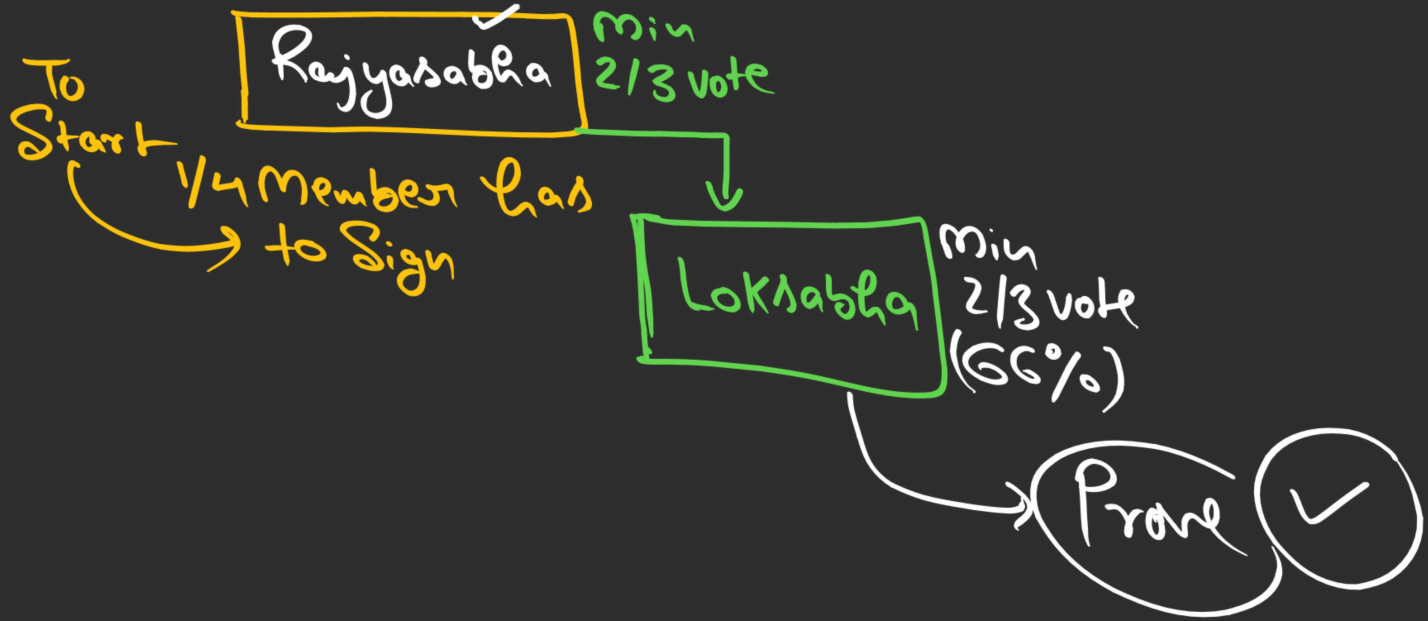 To
Start
Rajyasabha
Min
2/3 vote
1/4 Member has
to Sign
Loksabha
Min
2/3 vote
(66%)
Prove